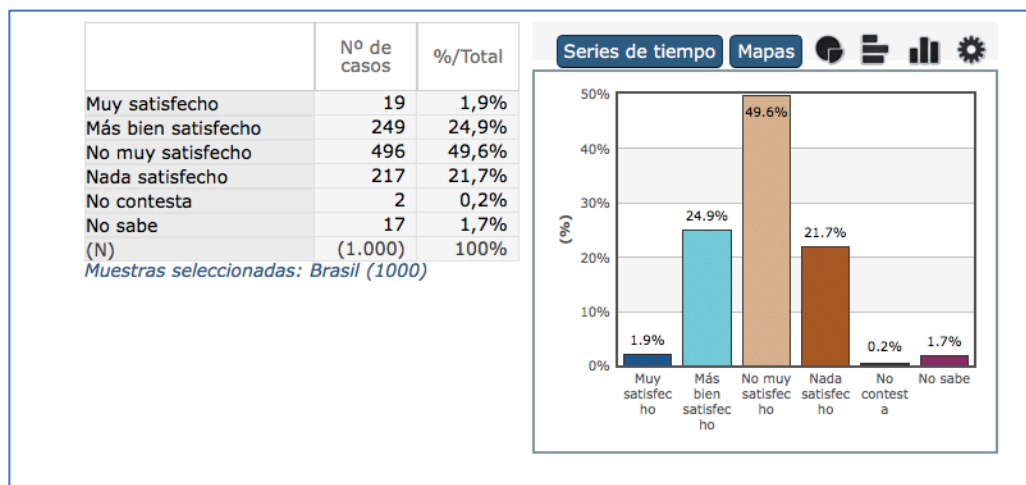 Nº de casos %/Total
Muy satisfecho 19 1,9%
Más bien satisfecho 249 24,9%
No muy satisfecho 496 49,6%
Nada satisfecho 217 21,7%
No contesta 2 0,2%
No sabe 17 1,7%
(N) (1.000) 100%
Muestras seleccionadas: Brasil (1000)
Series de tiempo Mapas
50%
40%
30%
20%
10%
0%
(%)
1.9%
24.9%
49.6%
21.7%
0.2%
1.7%
Muy
satisfec
ho
Más
bien
satisfec
ho
No muy
satisfec
ho
Nada
satisfec
ho
No
contest
a
No sabe